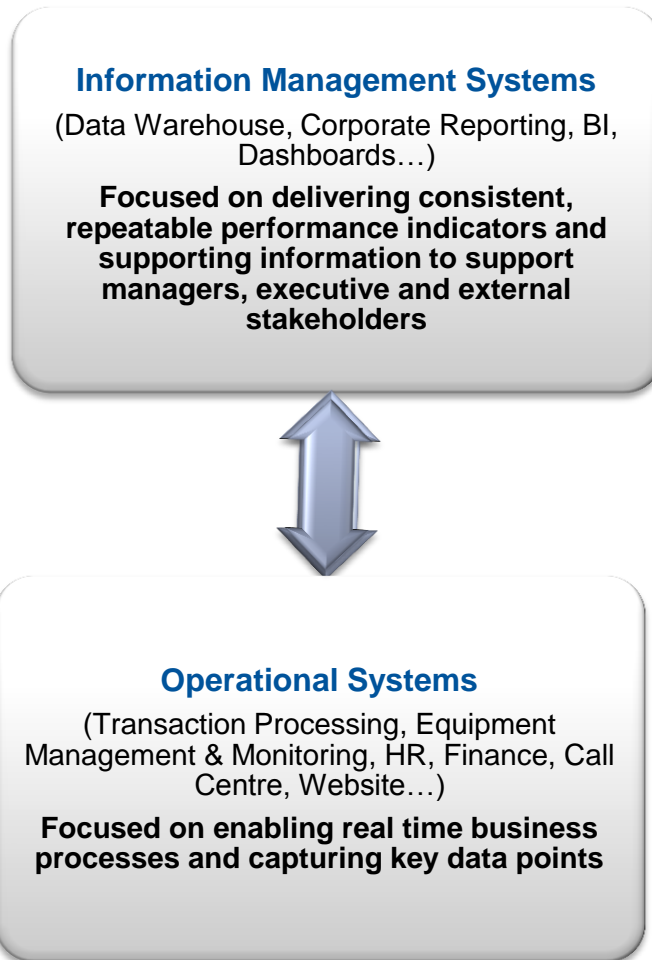 Information Management Systems
(Data Warehouse, Corporate Reporting, BI,
Dashboards…)
Focused on delivering consistent,
repeatable performance indicators and
supporting information to support
managers, executive and external
stakeholders
Operational Systems
(Transaction Processing, Equipment
Management & Monitoring, HR, Finance, Call
Centre, Website…)
Focused on enabling real time business
processes and capturing key data points